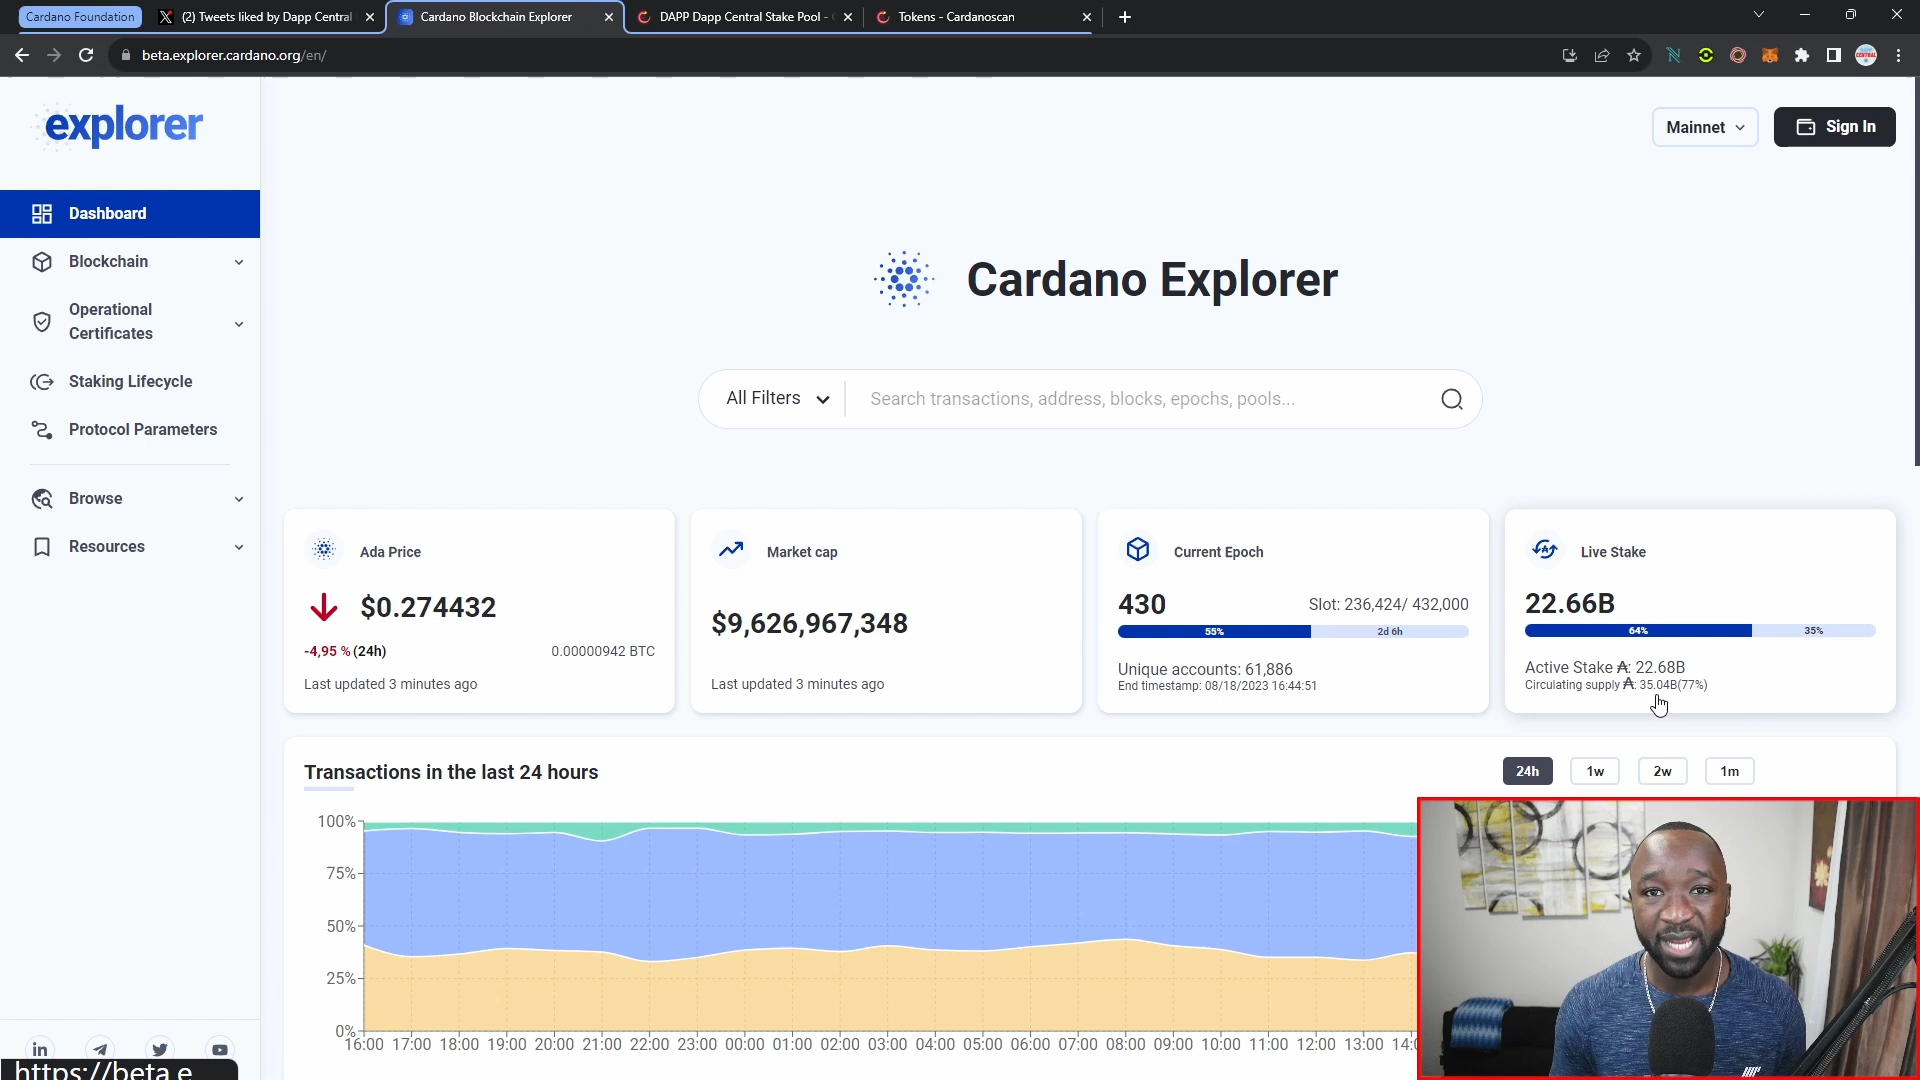 Cardano Foundation
(2) Tweets liked by Dapp Central
Cardano Blockchain Explorer
DAPP Dapp Central Stake Pool -
Tokens - Cardanoscan
beta.explorer.cardano.org/en/
explorer
Mainnet
Sign In
Dashboard
Blockchain
Operational
Certificates
Staking Lifecycle
Protocol Parameters
Browse
Resources
Cardano Explorer
All Filters
Search transactions, address, blocks, epochs, pools...
Ada Price
$0.274432
-4,95 % (24h)
0.00000942 BTC
Last updated 3 minutes ago
Market cap
$9,626,967,348
Last updated 3 minutes ago
Current Epoch
430
Slot: 236,424/ 432,000
55%
2d 6h
Unique accounts: 61,886
End timestamp: 08/18/2023 16:44:51
Live Stake
22.66B
64%
35%
Active Stake ₳: 22.68B
Circulating supply ₳: 35.04B(77%)
Transactions in the last 24 hours
24h
1w
2w
1m
100%
75%
50%
25%
0%
16:00 17:00 18:00 19:00 20:00 21:00 22:00 23:00 00:00 01:00 02:00 03:00 04:00 05:00 06:00 07:00 08:00 09:00 10:00 11:00 12:00 13:00
in
https://beta.e